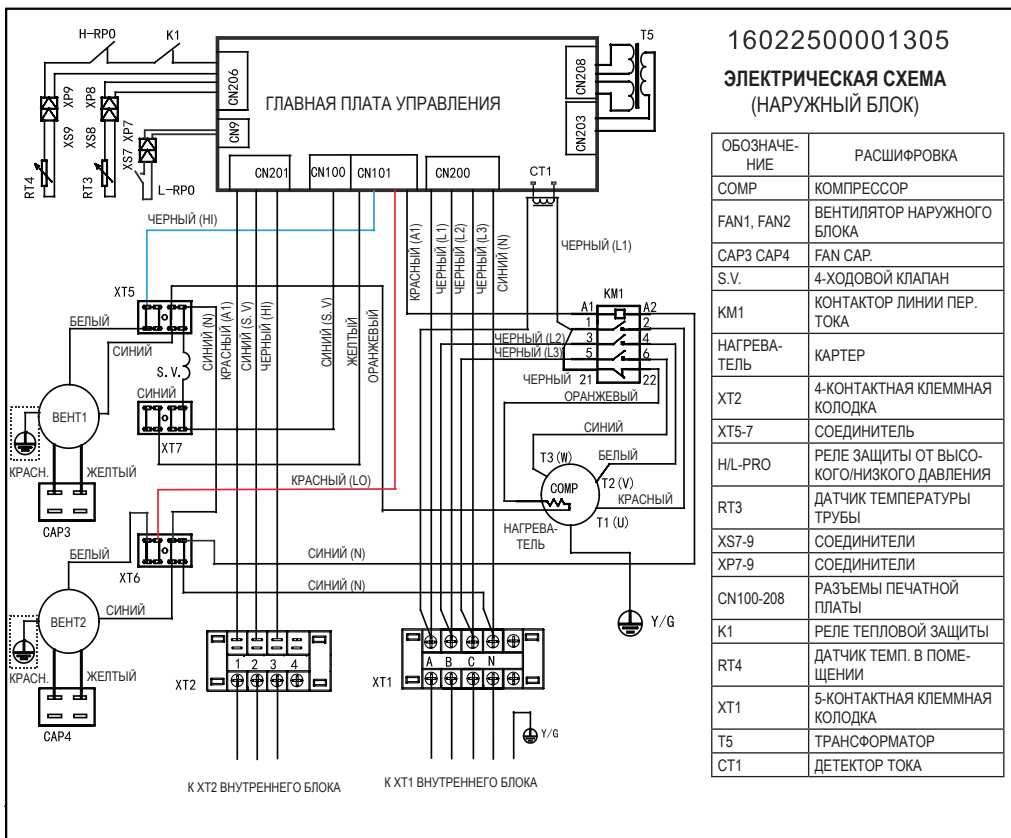 H-RPO
K1
T5
CN206
CN208
XP9
XP8
ГЛАВНАЯ ПЛАТА УПРАВЛЕНИЯ
XS9
XS8
XP7
CN9
CN203
XS7
RT4
RT3
L-RPO
CN201
CN100
CN101
CN200
CT1
ЧЕРНЫЙ (HI)
КРАСНЫЙ (A1)
ЧЕРНЫЙ (L1)
ЧЕРНЫЙ (L2)
ЧЕРНЫЙ (L3)
СИНИЙ (N)
ЧЕРНЫЙ (L1)
KM1
XT5
A1
A2
БЕЛЫЙ
СИНИЙ
СИНИЙ (N)
КРАСНЫЙ (A1)
СИНИЙ (S. V)
ЧЕРНЫЙ (HI)
СИНИЙ (S. V)
ЖЕЛТЫЙ
ОРАНЖЕВЫЙ
1
2
ЧЕРНЫЙ (L2)
3
4
ЧЕРНЫЙ (L3)
5
6
S. V.
ЧЕРНЫЙ
21
22
СИНИЙ
ОРАНЖЕВЫЙ
ВЕНТ1
XT7
СИНИЙ
БЕЛЫЙ
КРАСН.
ЖЕЛТЫЙ
T3 (W)
COMP
T2 (V)
КРАСНЫЙ
T1 (U)
КРАСНЫЙ (LO)
CAP3
НАГРЕВА-
ТЕЛЬ
БЕЛЫЙ
XT6
СИНИЙ (N)
СИНИЙ (N)
СИНИЙ
ВЕНТ2
Y/G
КРАСН.
ЖЕЛТЫЙ
1 2 3 4
XT2
A B C N
XT1
CAP4
Y/G
К XT2 ВНУТРЕННЕГО БЛОКА
К XT1 ВНУТРЕННЕГО БЛОКА
16022500001305
ЭЛЕКТРИЧЕСКАЯ СХЕМА
(НАРУЖНЫЙ БЛОК)
ОБОЗНАЧЕ-
НИЕ
РАСШИФРОВКА
COMP
КОМПРЕССОР
FAN1, FAN2
ВЕНТИЛЯТОР НАРУЖНОГО
БЛОКА
CAP3 CAP4
FAN CAP.
S.V.
4-ХОДОВОЙ КЛАПАН
KM1
КОНТАКТОР ЛИНИИ ПЕР.
ТОКА
НАГРЕВА-
ТЕЛЬ
КАРТЕР
XT2
4-КОНТАКТНАЯ КЛЕММНАЯ
КОЛОДКА
XT5-7
СОЕДИНИТЕЛЬ
H/L-PRO
РЕЛЕ ЗАЩИТЫ ОТ ВЫСО-
КОГО/НИЗКОГО ДАВЛЕНИЯ
RT3
ДАТЧИК ТЕМПЕРАТУРЫ
ТРУБЫ
XS7-9
СОЕДИНИТЕЛИ
XP7-9
СОЕДИНИТЕЛИ
CN100-208
РАЗЪЕМЫ ПЕЧАТНОЙ
ПЛАТЫ
K1
РЕЛЕ ТЕПЛОВОЙ ЗАЩИТЫ
RT4
ДАТЧИК ТЕМП. В ПОМЕ-
ЩЕНИИ
XT1
5-КОНТАКТНАЯ КЛЕММНАЯ
КОЛОДКА
T5
ТРАНСФОРМАТОР
CT1
ДЕТЕКТОР ТОКА